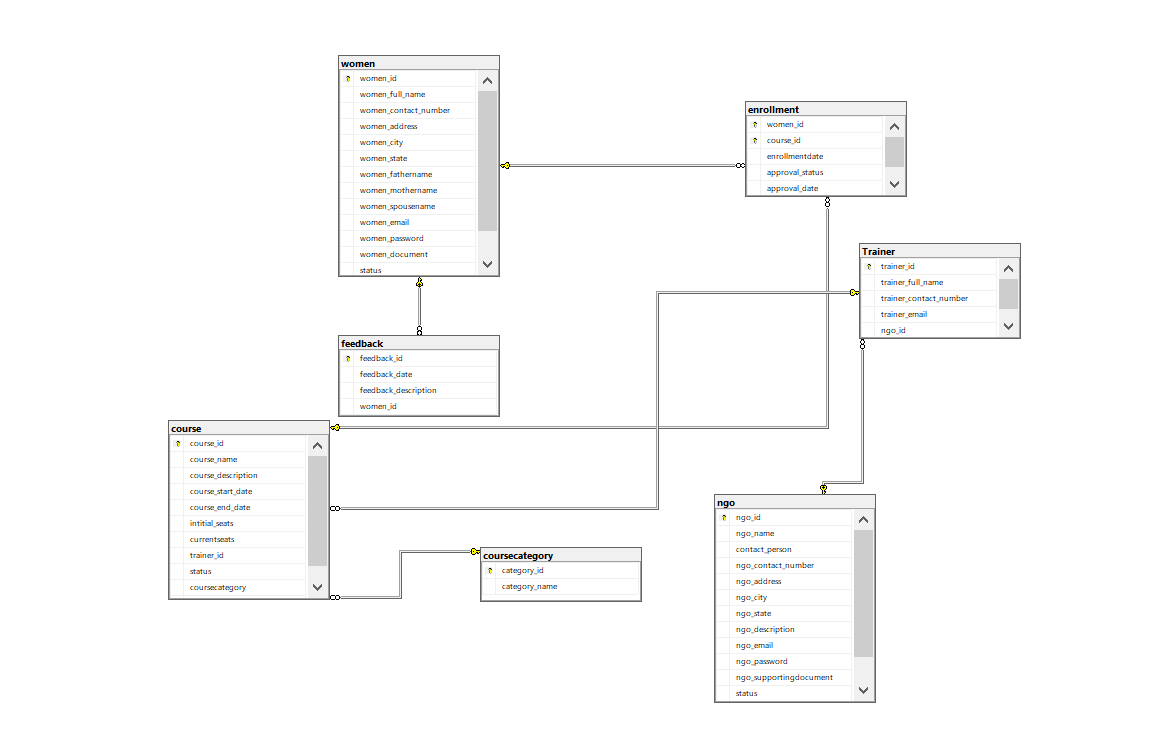 women
women_id
women_full_name
women_contact_number
women_address
women_city
women_state
women_fathername
women_mothername
women_spousename
women_email
women_password
women_document
status
enrollment
women_id
course_id
enrollmentdate
approval_status
approval_date
Trainer
trainer_id
trainer_full_name
trainer_contact_number
trainer_email
ngo_id
feedback
feedback_id
feedback_date
feedback_description
women_id
course
course_id
course_name
course_description
course_start_date
course_end_date
intitial_seats
currentseats
trainer_id
status
coursecategory
coursecategory
category_id
category_name
ngo
ngo_id
ngo_name
contact_person
ngo_contact_number
ngo_address
ngo_city
ngo_state
ngo_description
ngo_email
ngo_password
ngo_supportingdocument
status